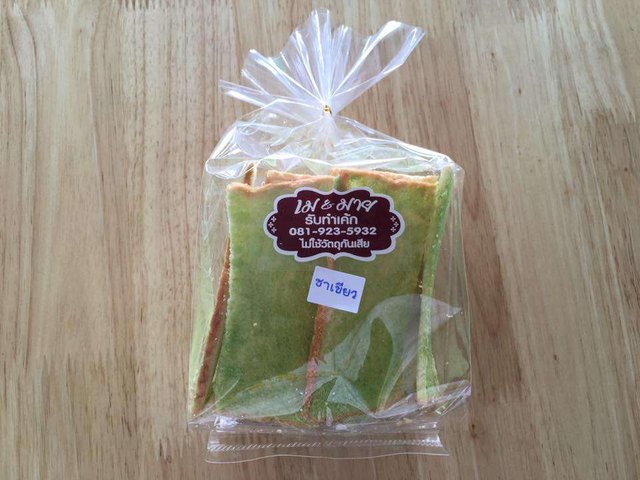 เม & มาย
รับทำเค้ก
081-923-5932
ไม่ใช้วัตถุกันเสีย
ชาเขียว